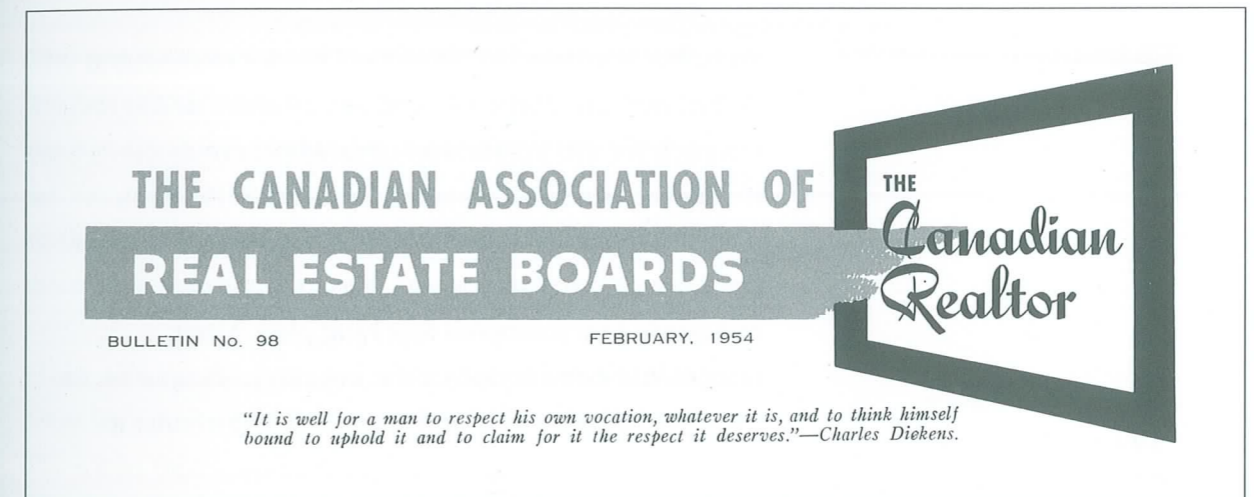 THE CANADIAN ASSOCIATION OF
REAL ESTATE BOARDS
THE
Canadian
Realtor
BULLETIN No. 98
FEBRUARY, 1954
"It is well for a man to respect his own vocation, whatever it is, and to think himself
bound to uphold it and to claim for it the respect it deserves."—Charles Diekens.